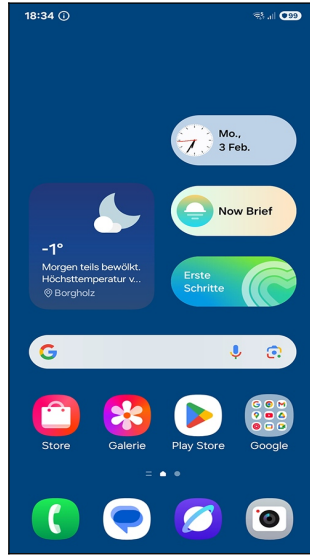 18:34
99
Mo.,
3 Feb.
Now Brief
-1°
Morgen teils bewölkt.
Höchsttemperatur v...
Borgholz
Erste
Schritte
Store
Galerie
Play Store
Google